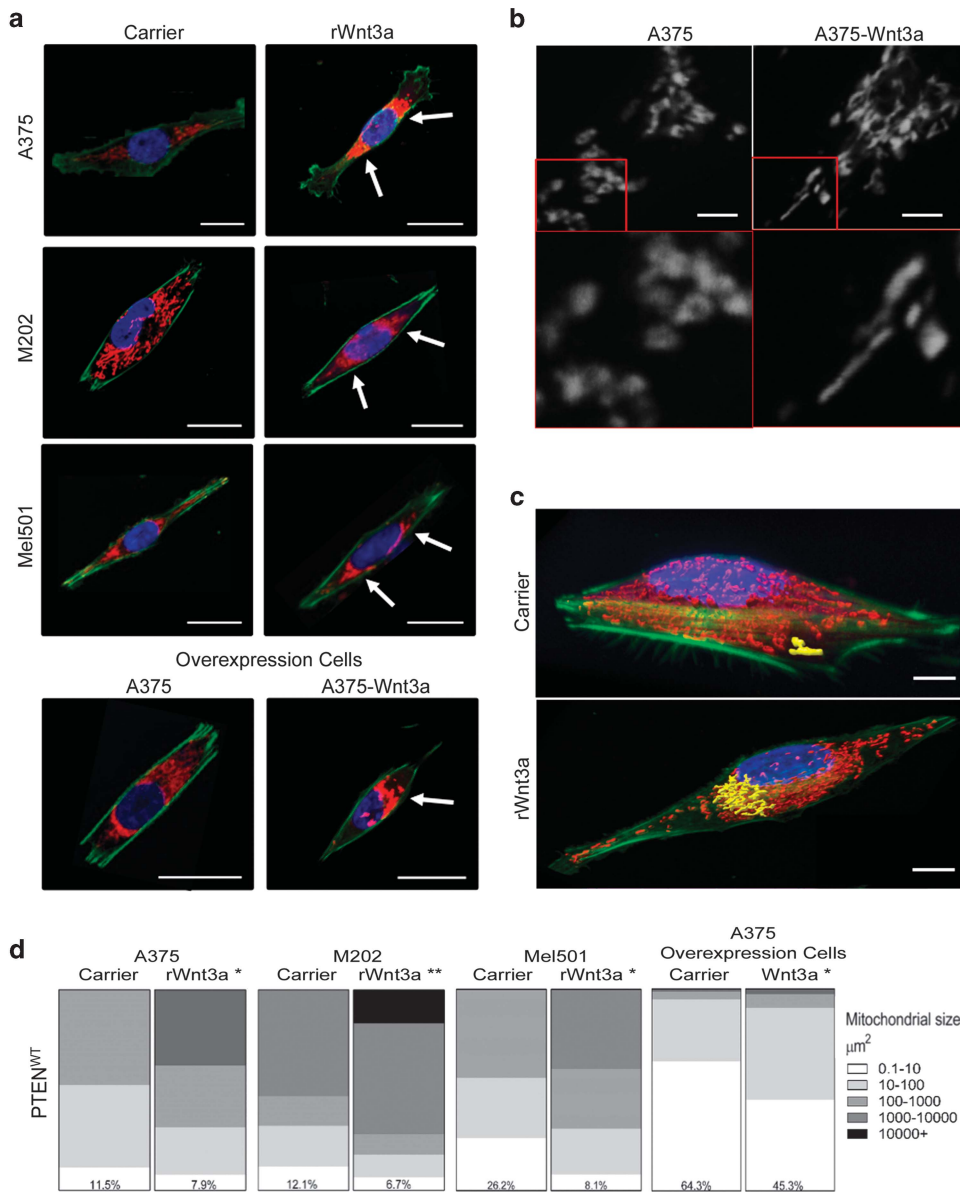 a
Carrier
rWnt3a
A375
M202
Mel501
Overexpression Cells
A375
A375-Wnt3a
b
A375
A375-Wnt3a
c
Carrier
rWnt3a
d
A375
Carrier
rWnt3a *
M202
Carrier
rWnt3a **
Mel501
Carrier
rWnt3a *
A375
Overexpression Cells
Carrier
Wnt3a *
PTENWT
11.5%
7.9%
12.1%
6.7%
26.2%
8.1%
64.3%
45.3%
Mitochondrial size
μm2
0.1-10
10-100
100-1000
1000-10000
10000+